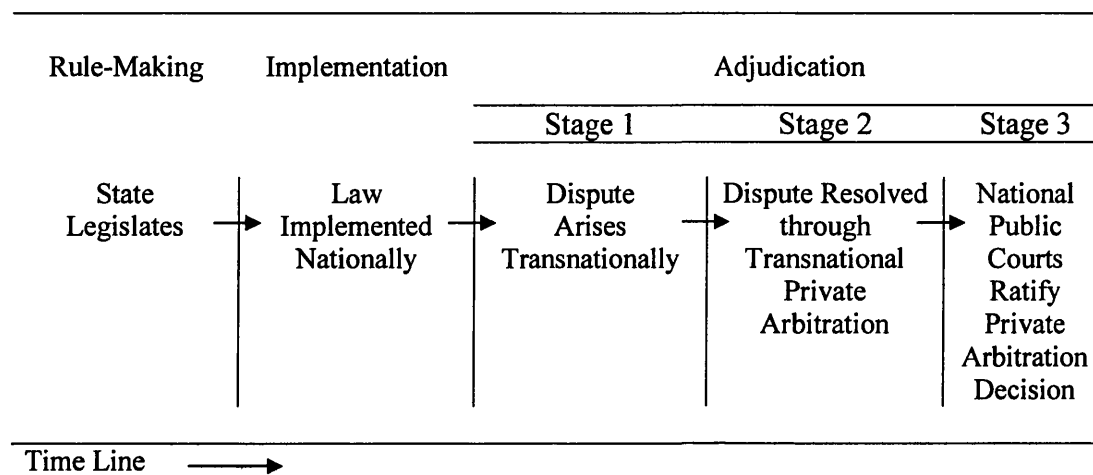 Rule-Making Implementation Adjudication
Stage 1 Stage 2 Stage 3
State
Legislates
Law
Implemented
Nationally
Dispute
Arises
Transnationally
Dispute Resolved
through
Transnational
Private
Arbitration
National
Public
Courts
Ratify
Private
Arbitration
Decision
Time Line